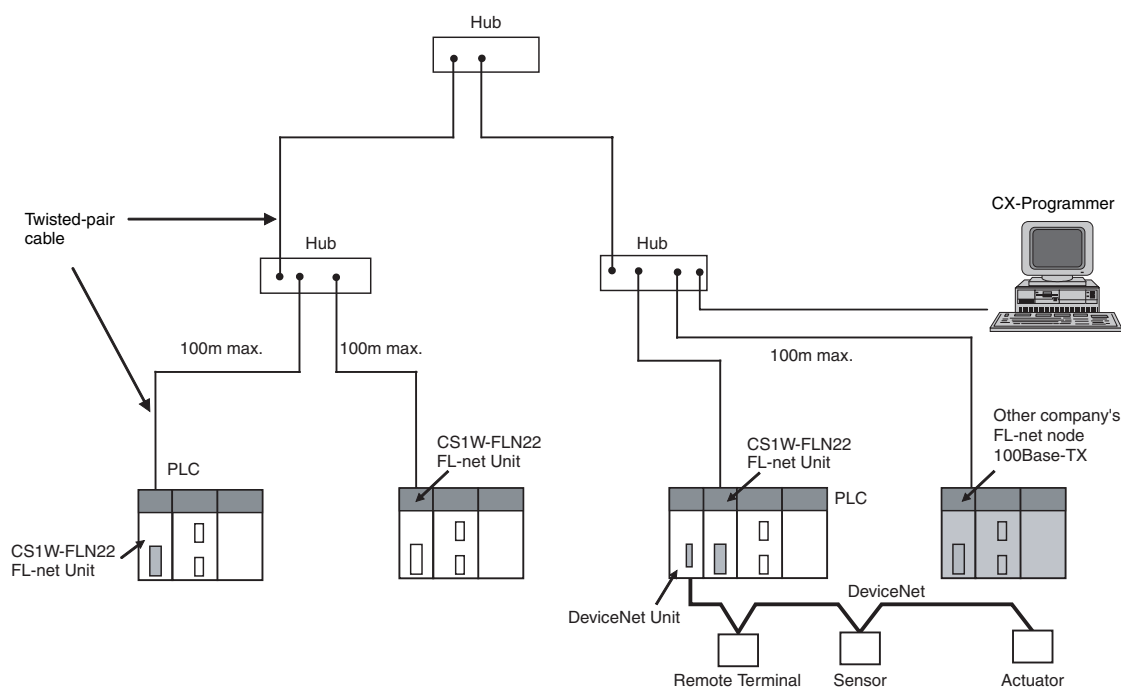 Hub
CX-Programmer
Twisted-pair
cable
Hub
Hub
100m max.
100m max.
100m max.
Other company's
FL-net node
100Base-TX
CS1W-FLN22
FL-net Unit
CS1W-FLN22
FL-net Unit
PLC
PLC
CS1W-FLN22
FL-net Unit
DeviceNet
DeviceNet Unit
Remote Terminal
Sensor
Actuator